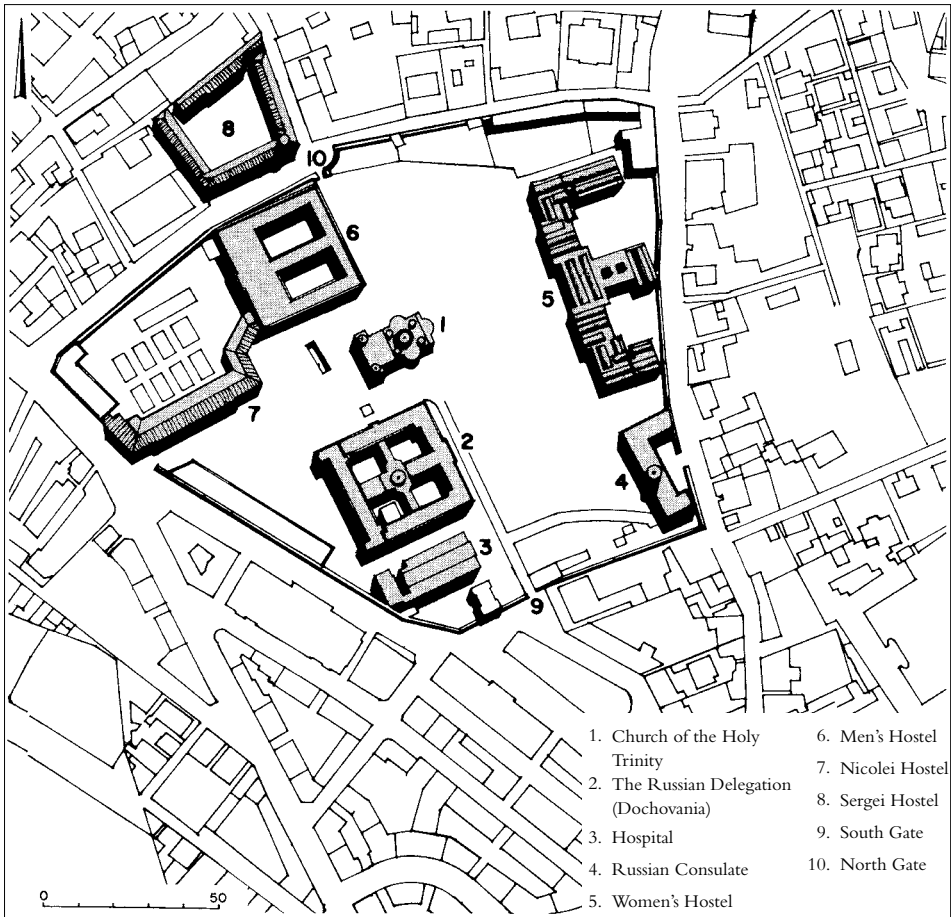 8
10
6
1
5
7
2
4
3
9
0 50
1. Church of the Holy
Trinity
2. The Russian Delegation
(Dochovania)
3. Hospital
4. Russian Consulate
5. Women's Hostel
6. Men's Hostel
7. Nicolei Hostel
8. Sergei Hostel
9. South Gate
10. North Gate